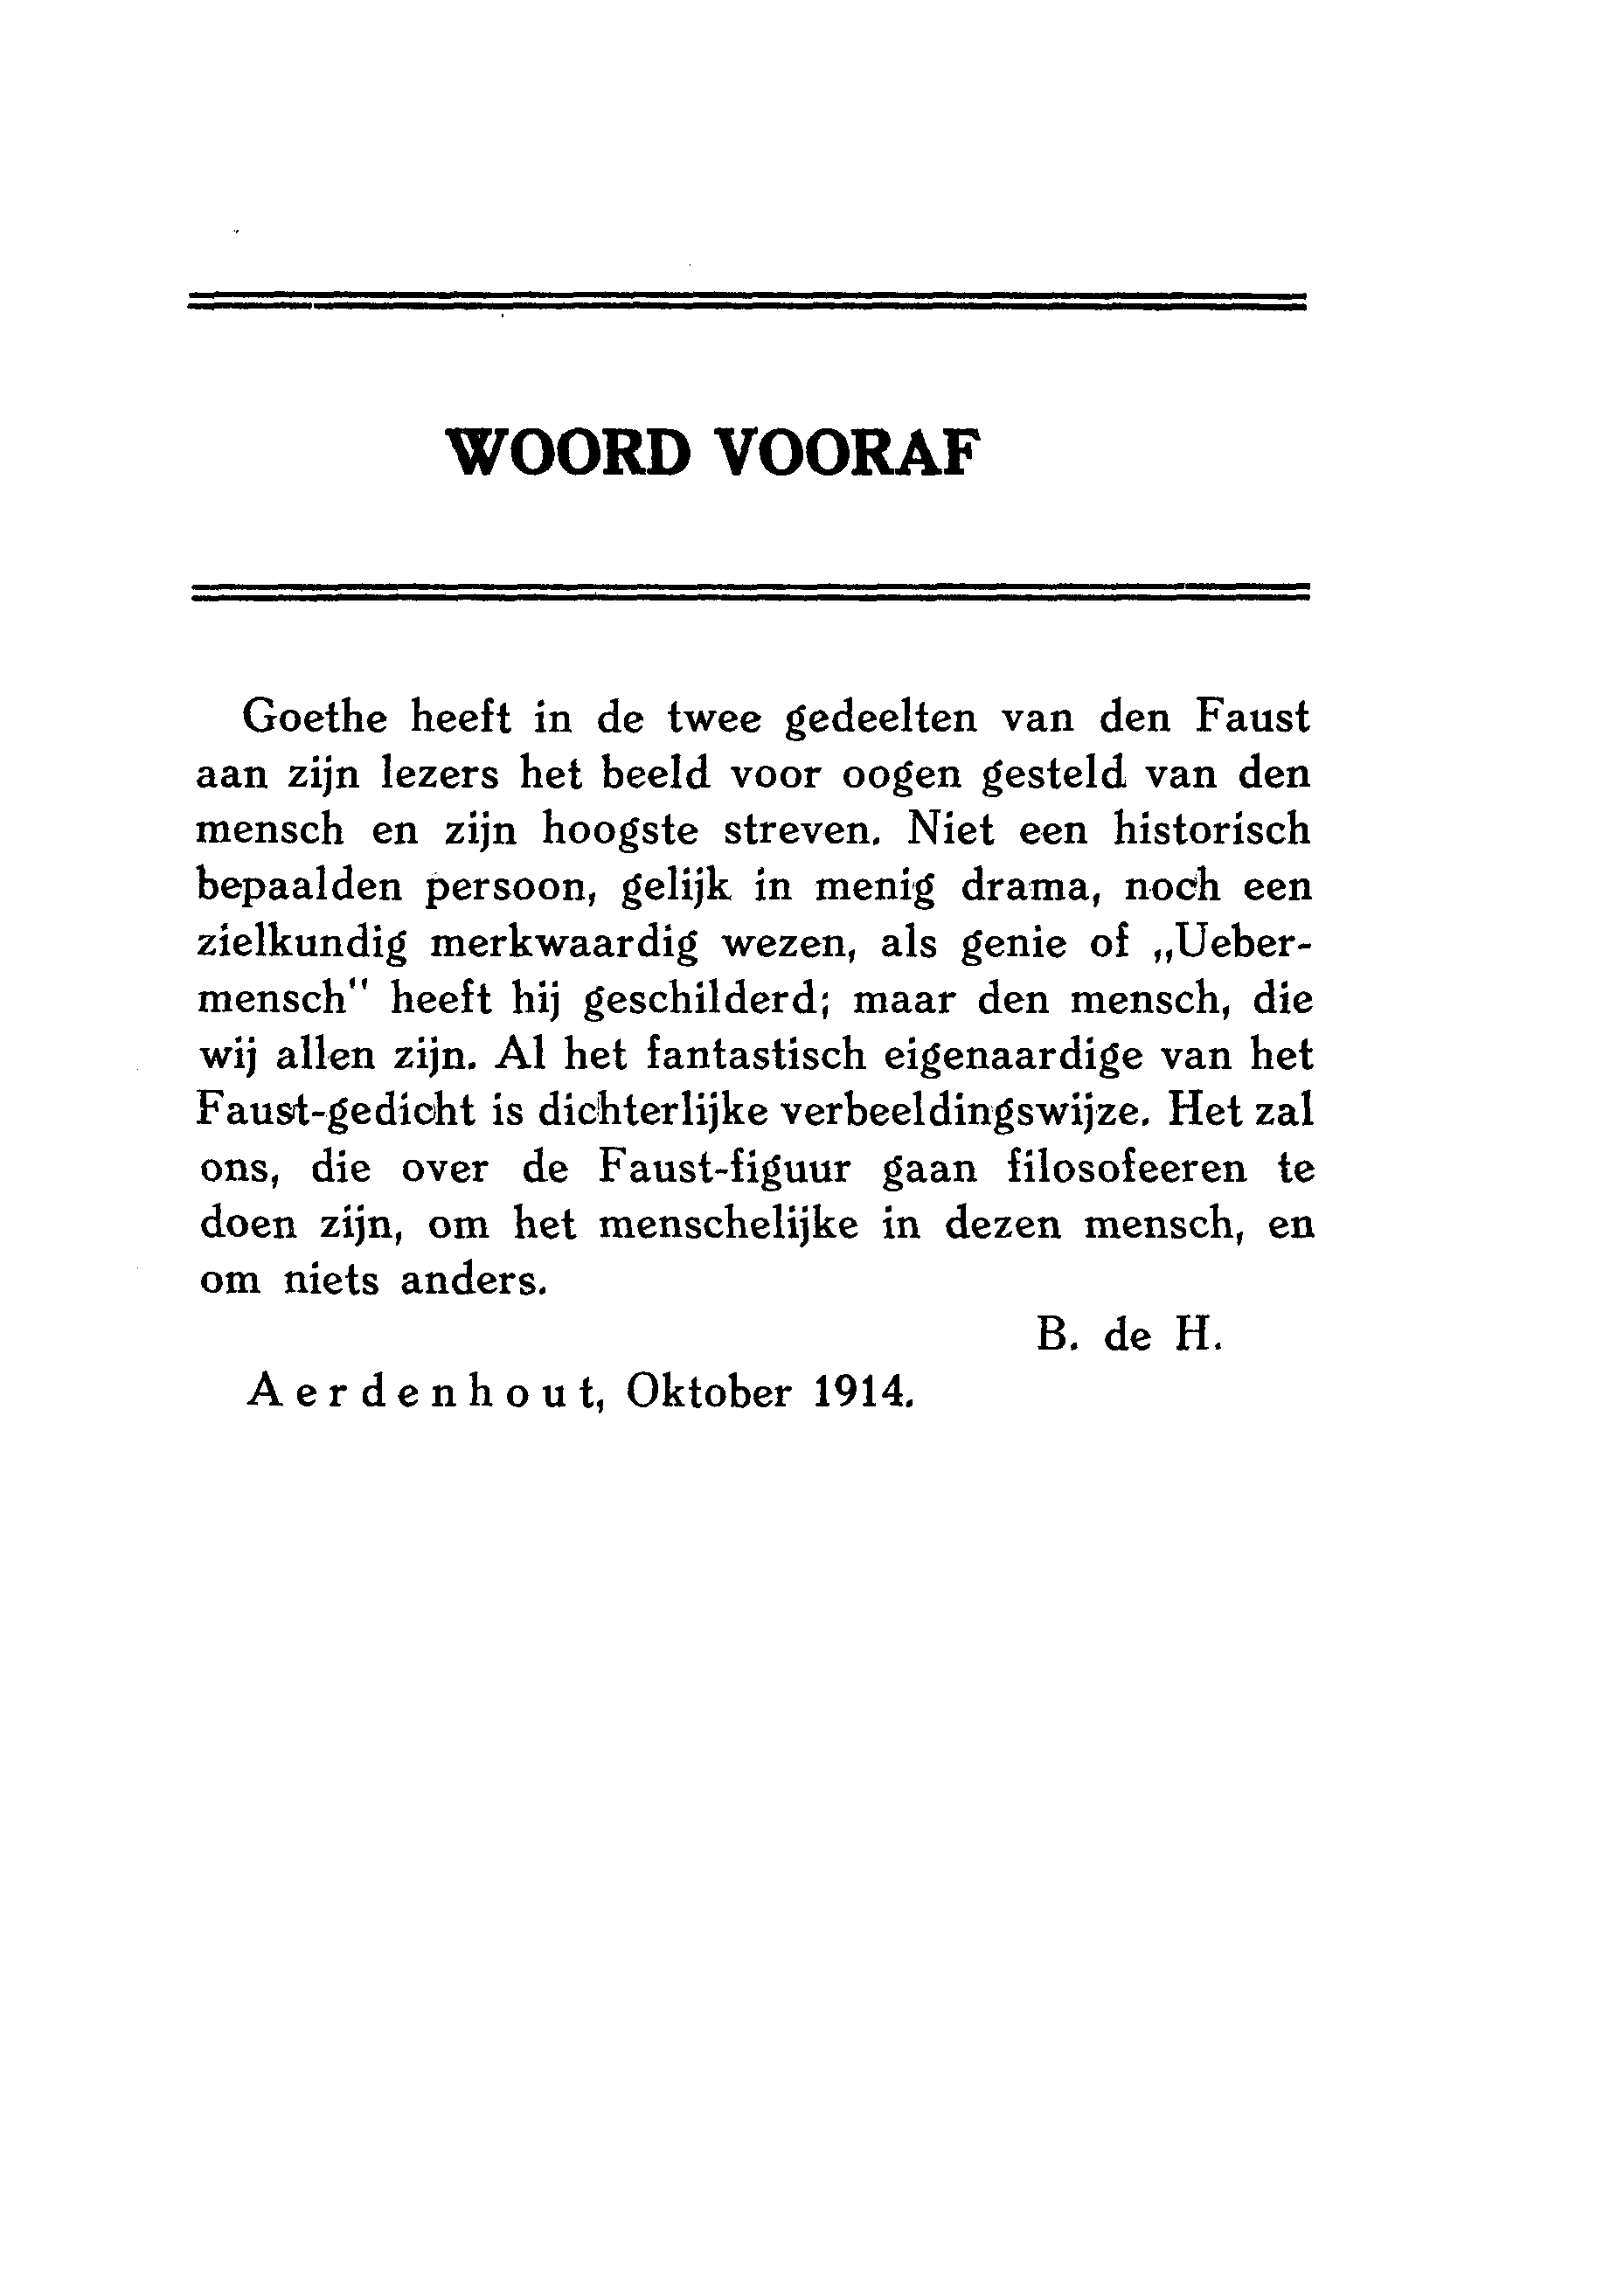 WOORD VOORAF
Goethe heeft in de twee gedeelten van den Faust
aan zijn lezers het beeld voor oogen gesteld van den
mensch en zijn hoogste streven. Niet een historisch
bepaalden persoon, gelijk in menig drama, noch een
zielkundig merkwaardig wezen, als genie of „Ueber-
mensch" heeft hij geschilderd; maar den mensch, die
wij allen zijn. Al het fantastisch eigenaardige van het
Faust-gedicht is dichterlijke verbeeldingswijze. Het zal
ons, die over de Faust-figuur gaan filosofeeren te
doen zijn, om het menschelijke in dezen mensch, en
om niets anders.
B. de H.
Aerdenhout, Oktober 1914.